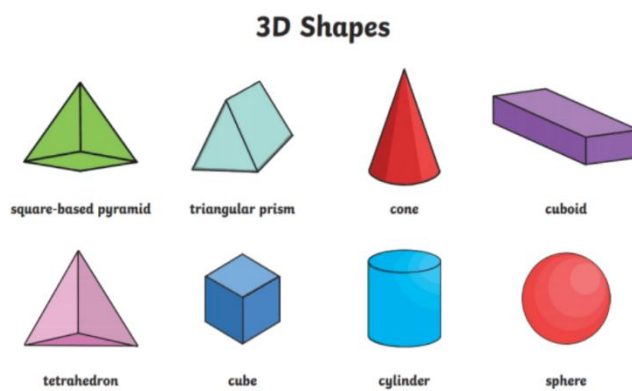 3D Shapes
square-based pyramid
triangular prism
cone
cuboid
tetrahedron
cube
cylinder
sphere